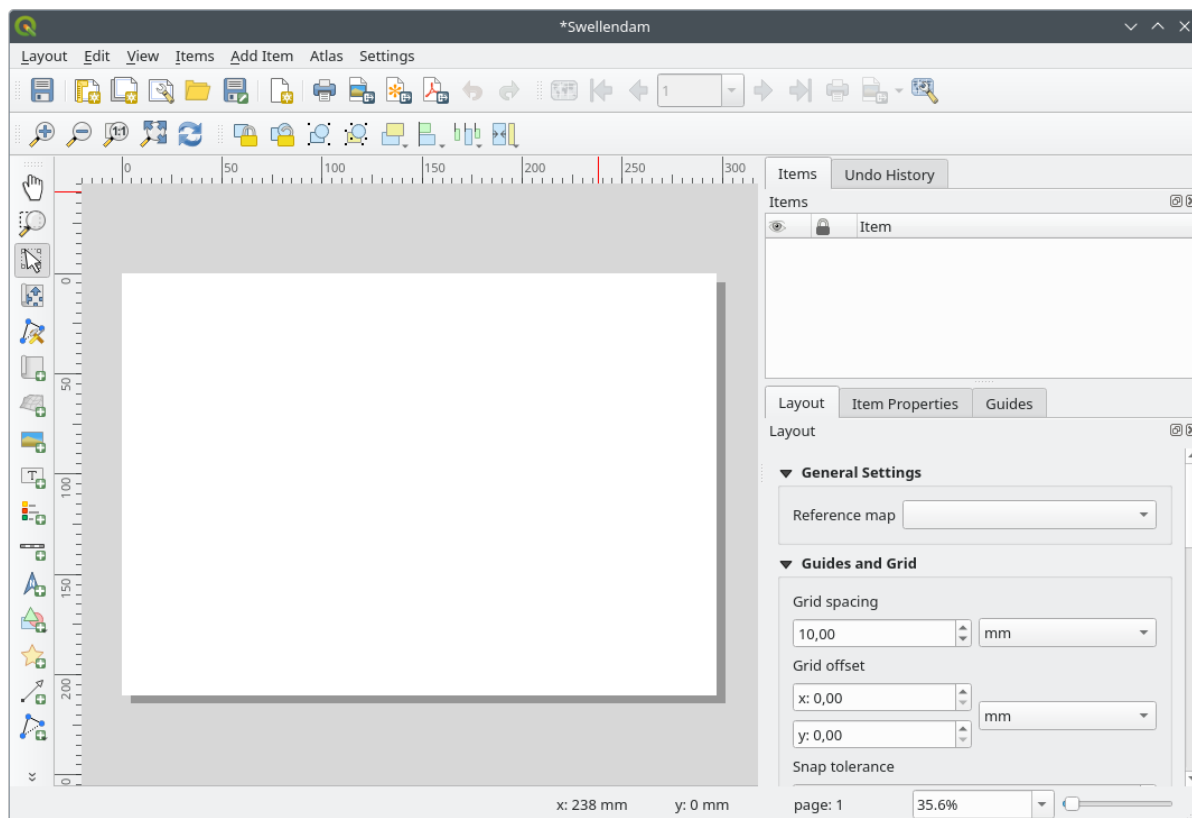 *Swellendam
Layout Edit View Items Add Item Atlas Settings
1
1:1
0 50 100 150 200 250 300
Items Undo History
Items
Item
0
50
100
150
200
0
T
N
Layout Item Properties Guides
Layout
General Settings
Reference map
Guides and Grid
Grid spacing
10,00 mm
Grid offset
x: 0,00
mm
y: 0,00
Snap tolerance
x: 238 mm y: 0 mm page: 1 35.6%